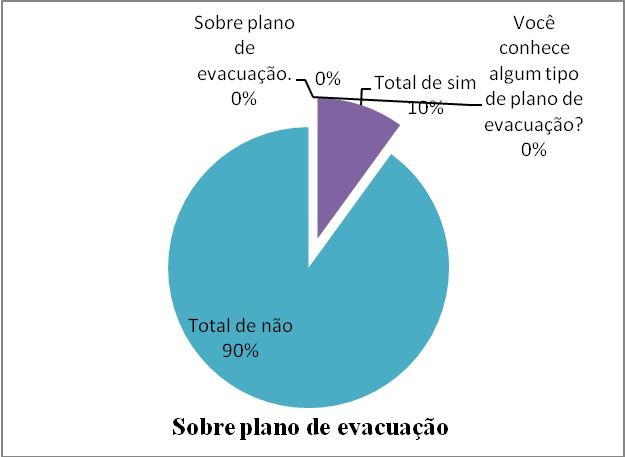 Sobre plano
de
evacuação.
0%
0%
Total de sim
10%
Você
conhece
algum tipo
de plano de
evacuação?
0%
Total de não
90%
Sobre plano de evacuação